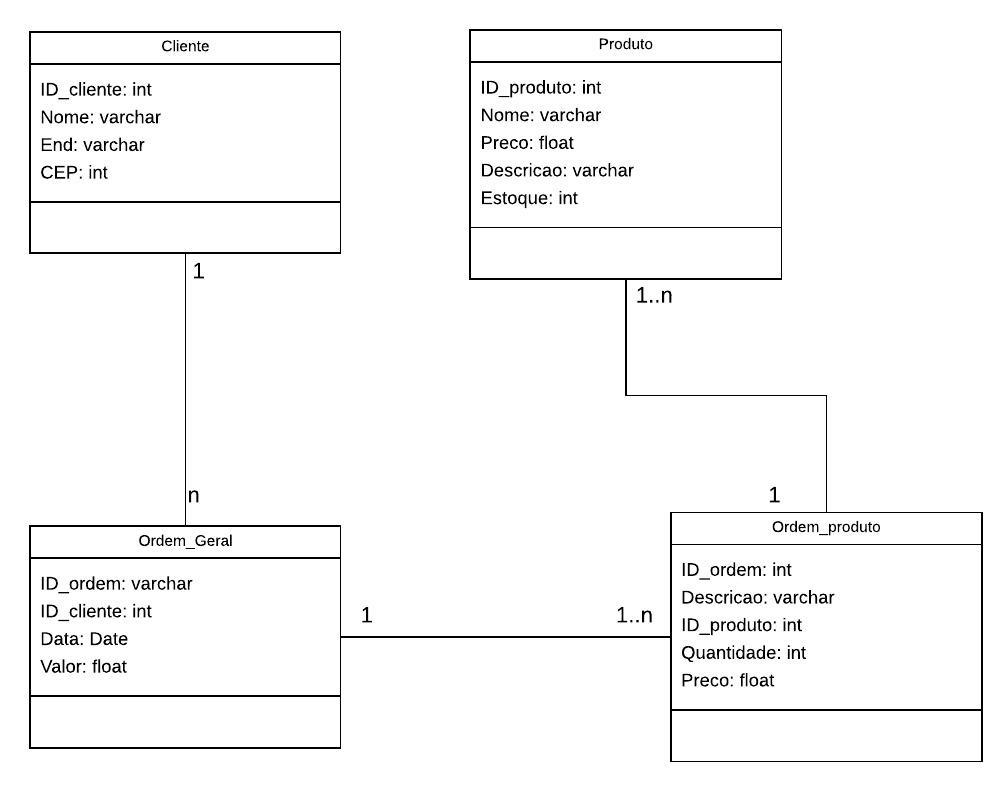 Cliente
ID_cliente: int
Nome: varchar
End: varchar
CEP: int
Produto
ID_produto: int
Nome: varchar
Preco: float
Descricao: varchar
Estoque: int
1
1..n
n
1
Ordem_Geral
ID_ordem: varchar
ID_cliente: int
Data: Date
Valor: float
1
1..n
Ordem_produto
ID_ordem: int
Descricao: varchar
ID_produto: int
Quantidade: int
Preco: float